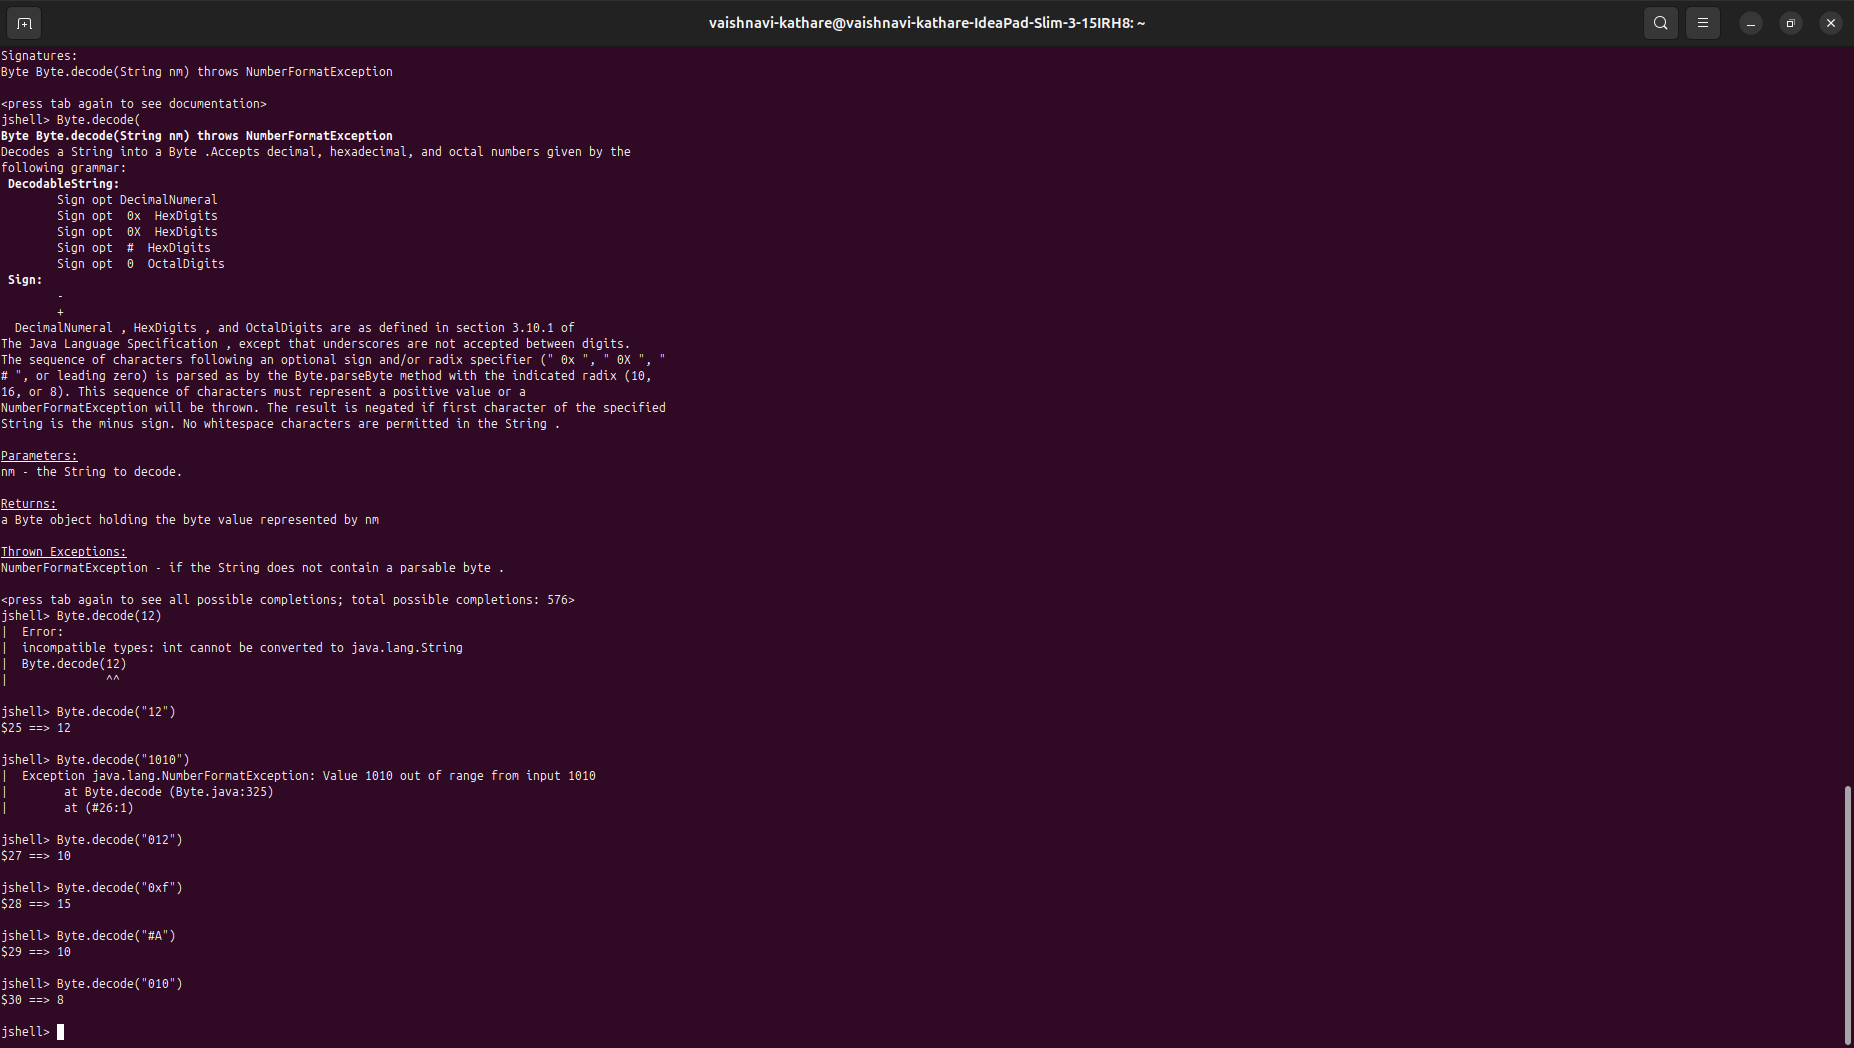 vaishnavi-kathare@vaishnavi-kathare-IdeaPad-Slim-3-15IRH8: ~
Signatures:
Byte Byte.decode(String nm) throws NumberFormatException
<press tab again to see documentation>
jshell> Byte.decode(
Byte Byte.decode(String nm) throws NumberFormatException
Decodes a String into a Byte .Accepts decimal, hexadecimal, and octal numbers given by the
following grammar:
DecodableString:
Sign opt DecimalNumeral
Sign opt  0x  HexDigits
Sign opt  0X  HexDigits
Sign opt  #  HexDigits
Sign opt  0  OctalDigits
Sign:
-
+
DecimalNumeral , HexDigits , and OctalDigits are as defined in section 3.10.1 of
The Java Language Specification , except that underscores are not accepted between digits.
The sequence of characters following an optional sign and/or radix specifier (" 0x ", " 0X ", "
# ", or leading zero) is parsed as by the Byte.parseByte method with the indicated radix (10,
16, or 8). This sequence of characters must represent a positive value or a
NumberFormatException will be thrown. The result is negated if first character of the specified
String is the minus sign. No whitespace characters are permitted in the String .
Parameters:
nm - the String to decode.
Returns:
a Byte object holding the byte value represented by nm
Thrown Exceptions:
NumberFormatException - if the String does not contain a parsable byte .
<press tab again to see all possible completions; total possible completions: 576>
jshell> Byte.decode(12)
|  Error:
|  incompatible types: int cannot be converted to java.lang.String
|  Byte.decode(12)
|              ^^
jshell> Byte.decode("12")
$25 ==> 12
jshell> Byte.decode("1010")
|  Exception java.lang.NumberFormatException: Value 1010 out of range from input 1010
|        at Byte.decode (Byte.java:325)
|        at (#26:1)
jshell> Byte.decode("012")
$27 ==> 10
jshell> Byte.decode("0xf")
$28 ==> 15
jshell> Byte.decode("#A")
$29 ==> 10
jshell> Byte.decode("010")
$30 ==> 8
jshell>